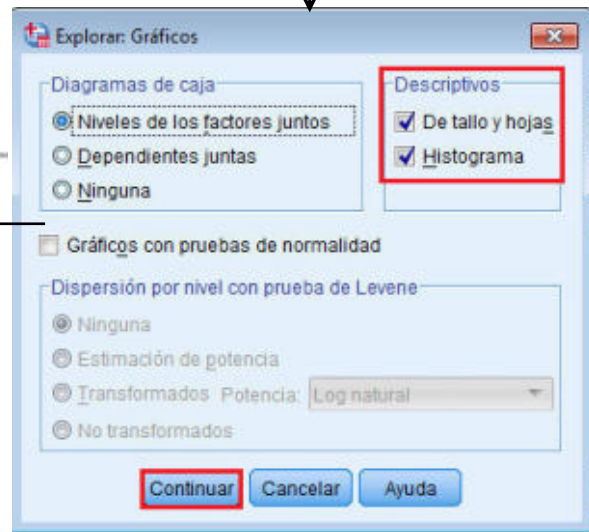 Explorar: Gráficos
Diagramas de caja
Niveles de los factores juntos
Dependientes juntas
Ninguna
Descriptivos
De tallo y hojas
Histograma
Gráficos con pruebas de normalidad
Dispersión por nivel con prueba de Levene
Ninguna
Estimación de potencia
Transformados Potencia: Log natural
No transformados
Continuar Cancelar Ayuda